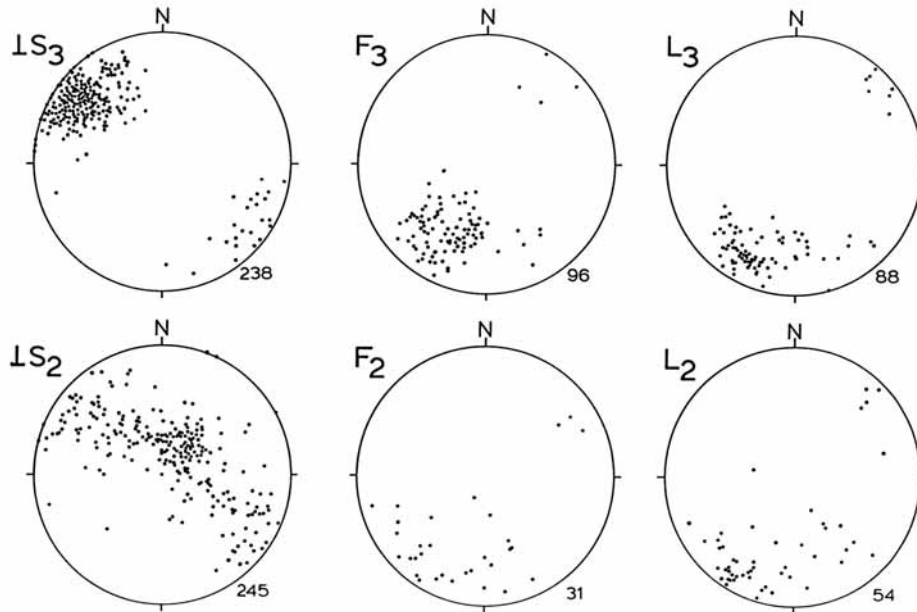 N N N
⊥S₃ F₃ L₃
238 96 88
N N N
⊥S₂ F₂ L₂
245 31 54